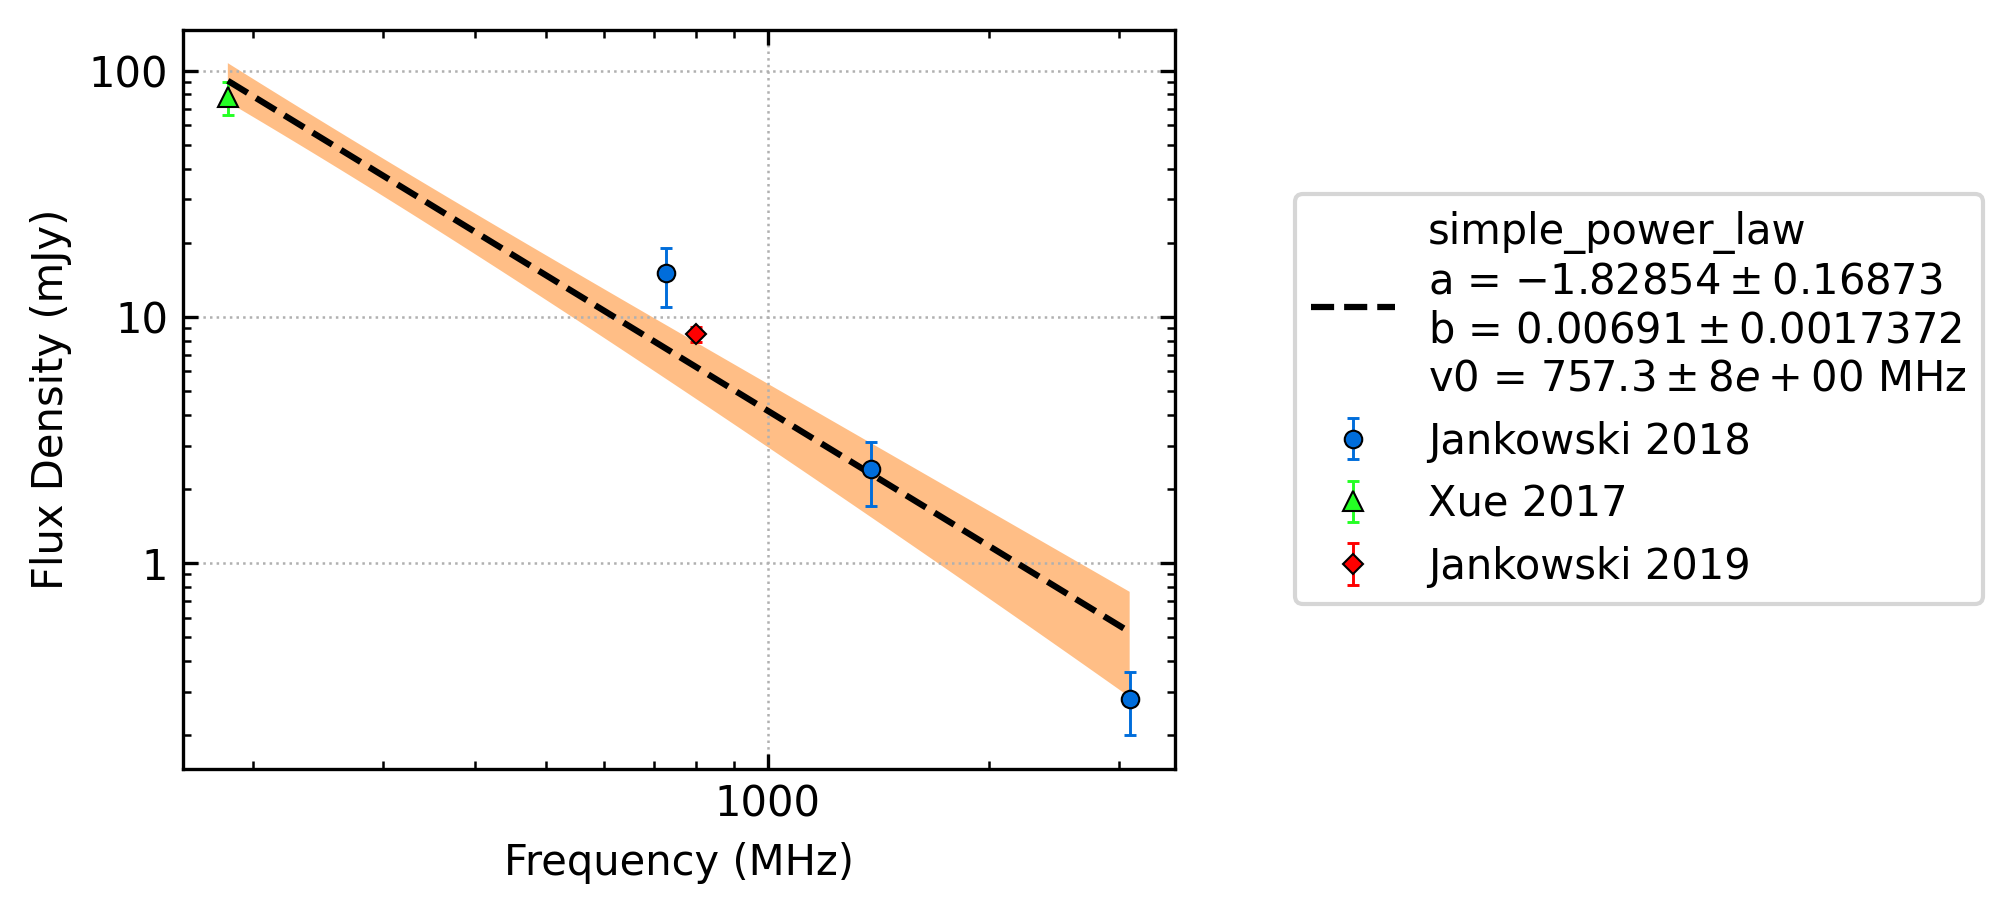 100
10
1
Flux Density (mJy)
1000
Frequency (MHz)
simple_power_law
a = −1.82854 ± 0.16873
b = 0.00691 ± 0.0017372
v0 = 757.3 ± 8e + 00 MHz
Jankowski 2018
Xue 2017
Jankowski 2019